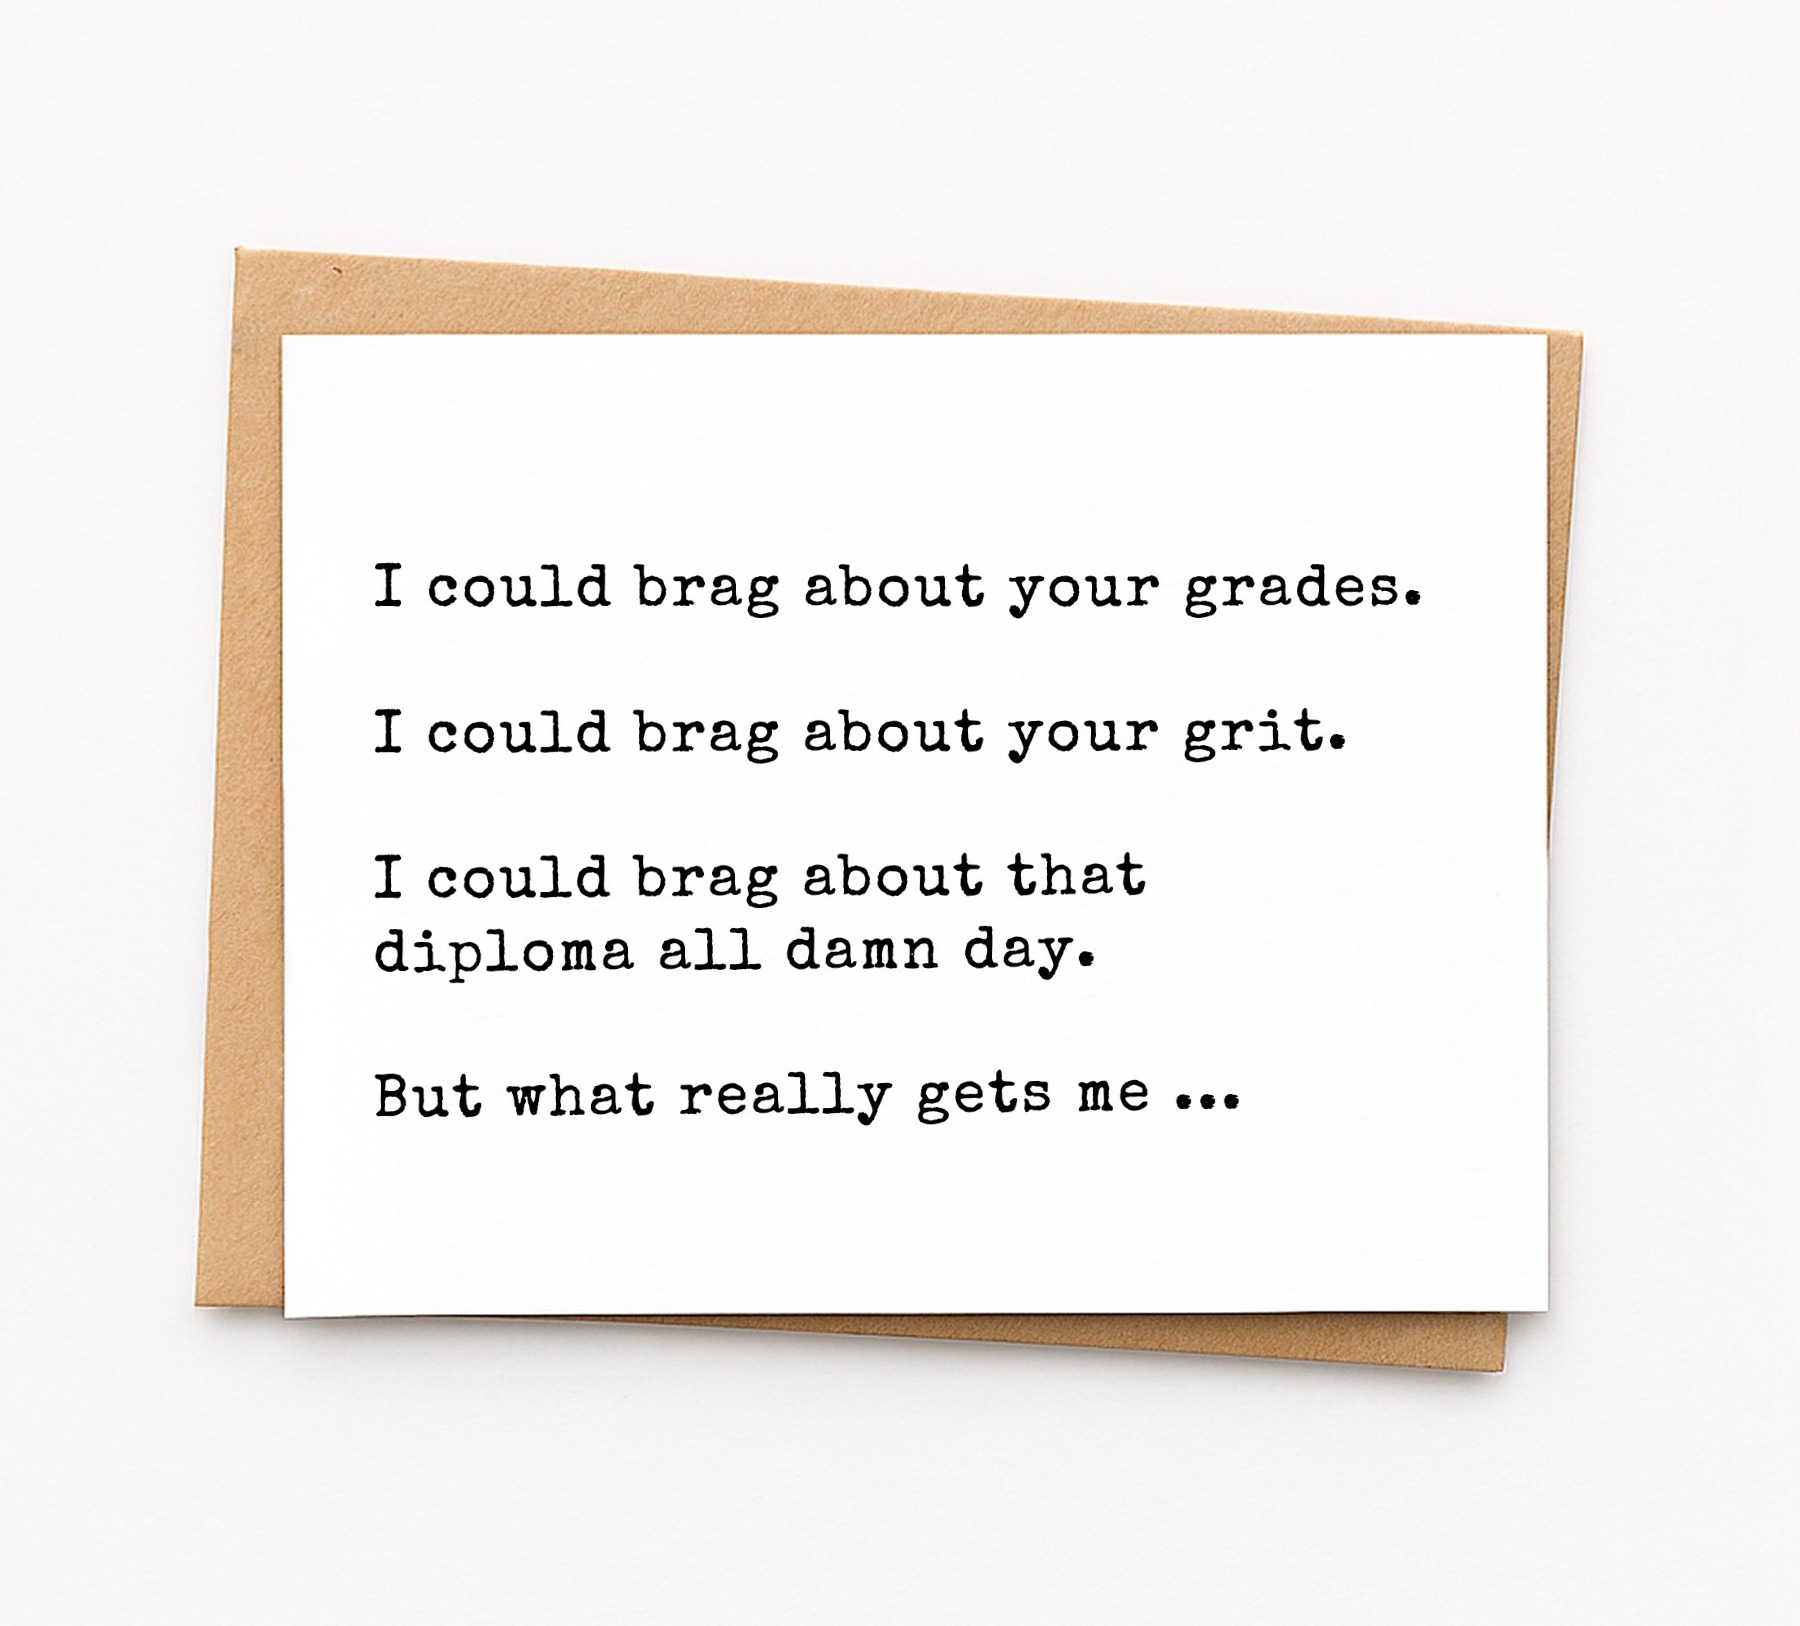 I could brag about your grades.
I could brag about your grit.
I could brag about that
diploma all damn day.
But what really gets me ...